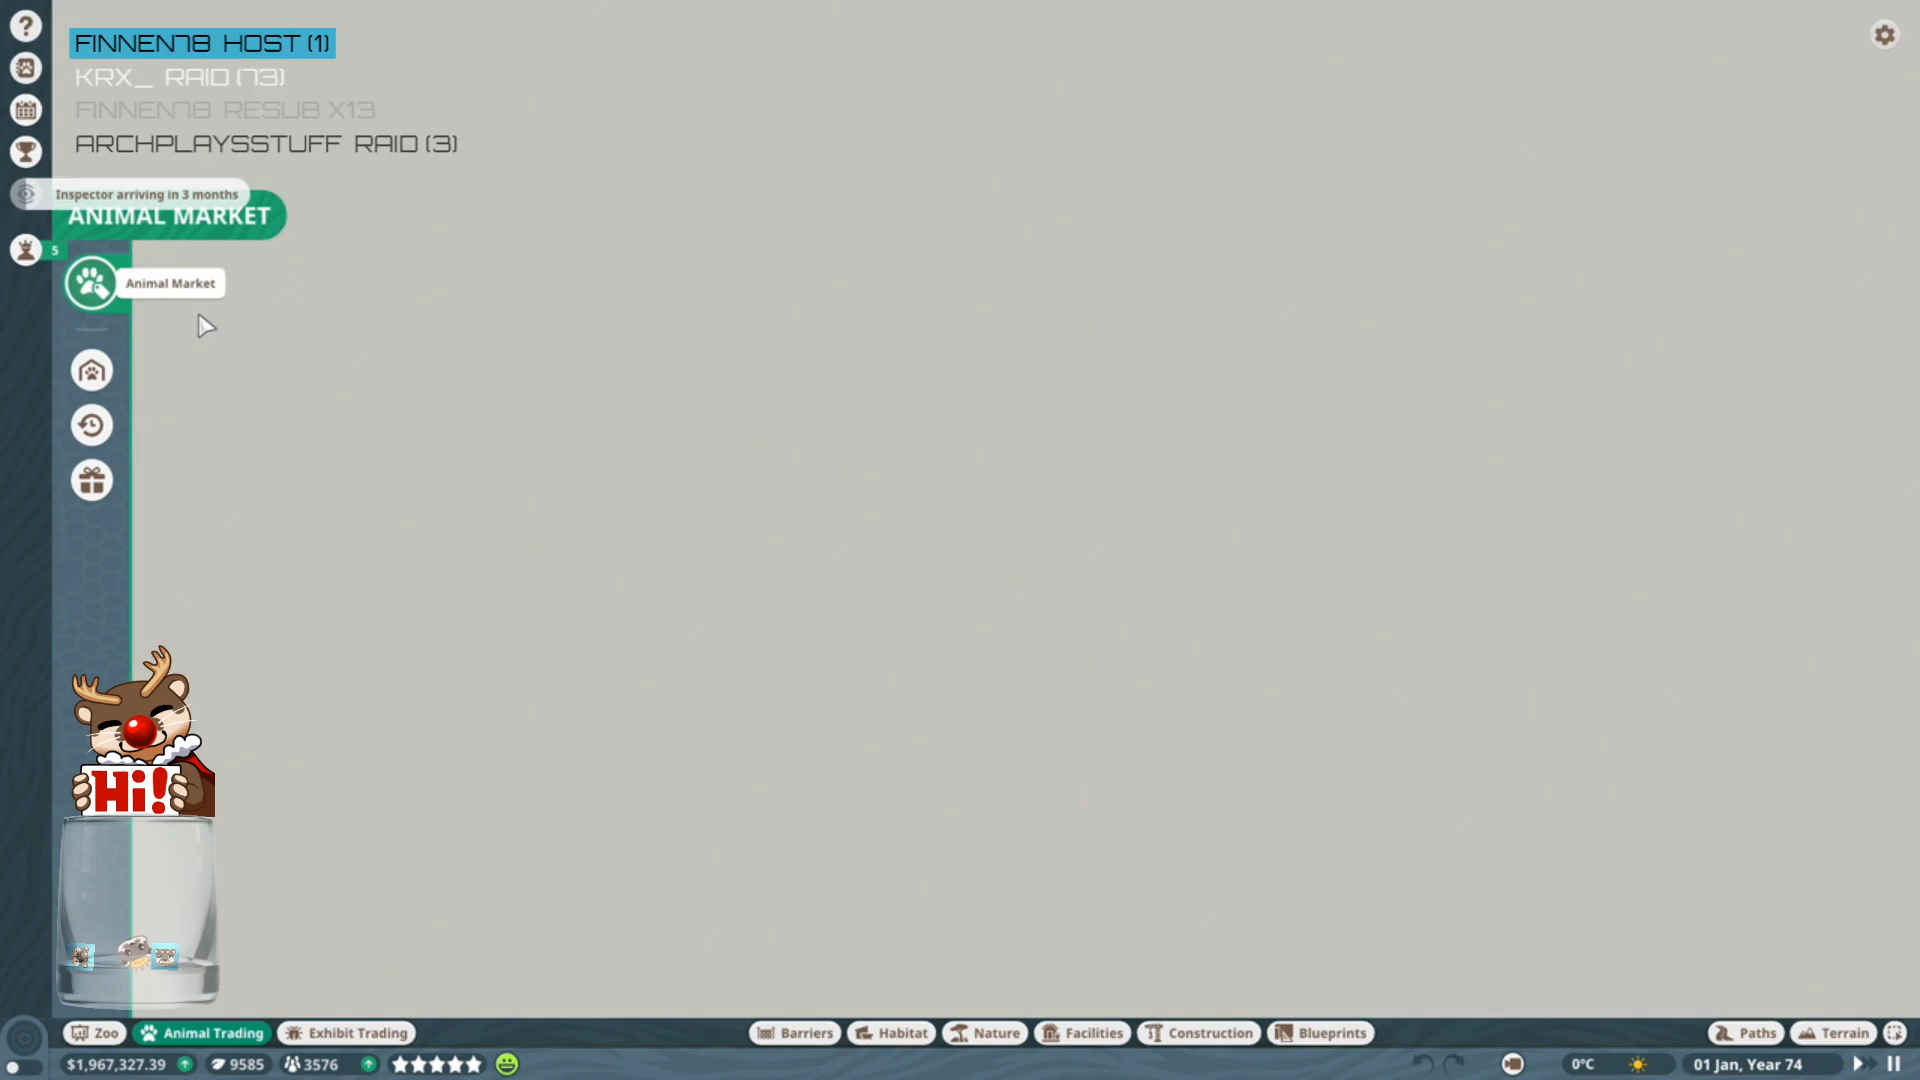 FINNEN78 HOST (1)
KRX_ RAID (73)
FINNEN78 RESUB X13
ARCHPLAYSSTUFF RAID (3)
Inspector arriving in 3 months
ANIMAL MARKET
5
Animal Market
Hi!
Zoo
Animal Trading
Exhibit Trading
Barriers
Habitat
Nature
Facilities
Construction
Blueprints
Paths
Terrain
$1,967,327.39
9585
3576
0°C
01 Jan, Year 74